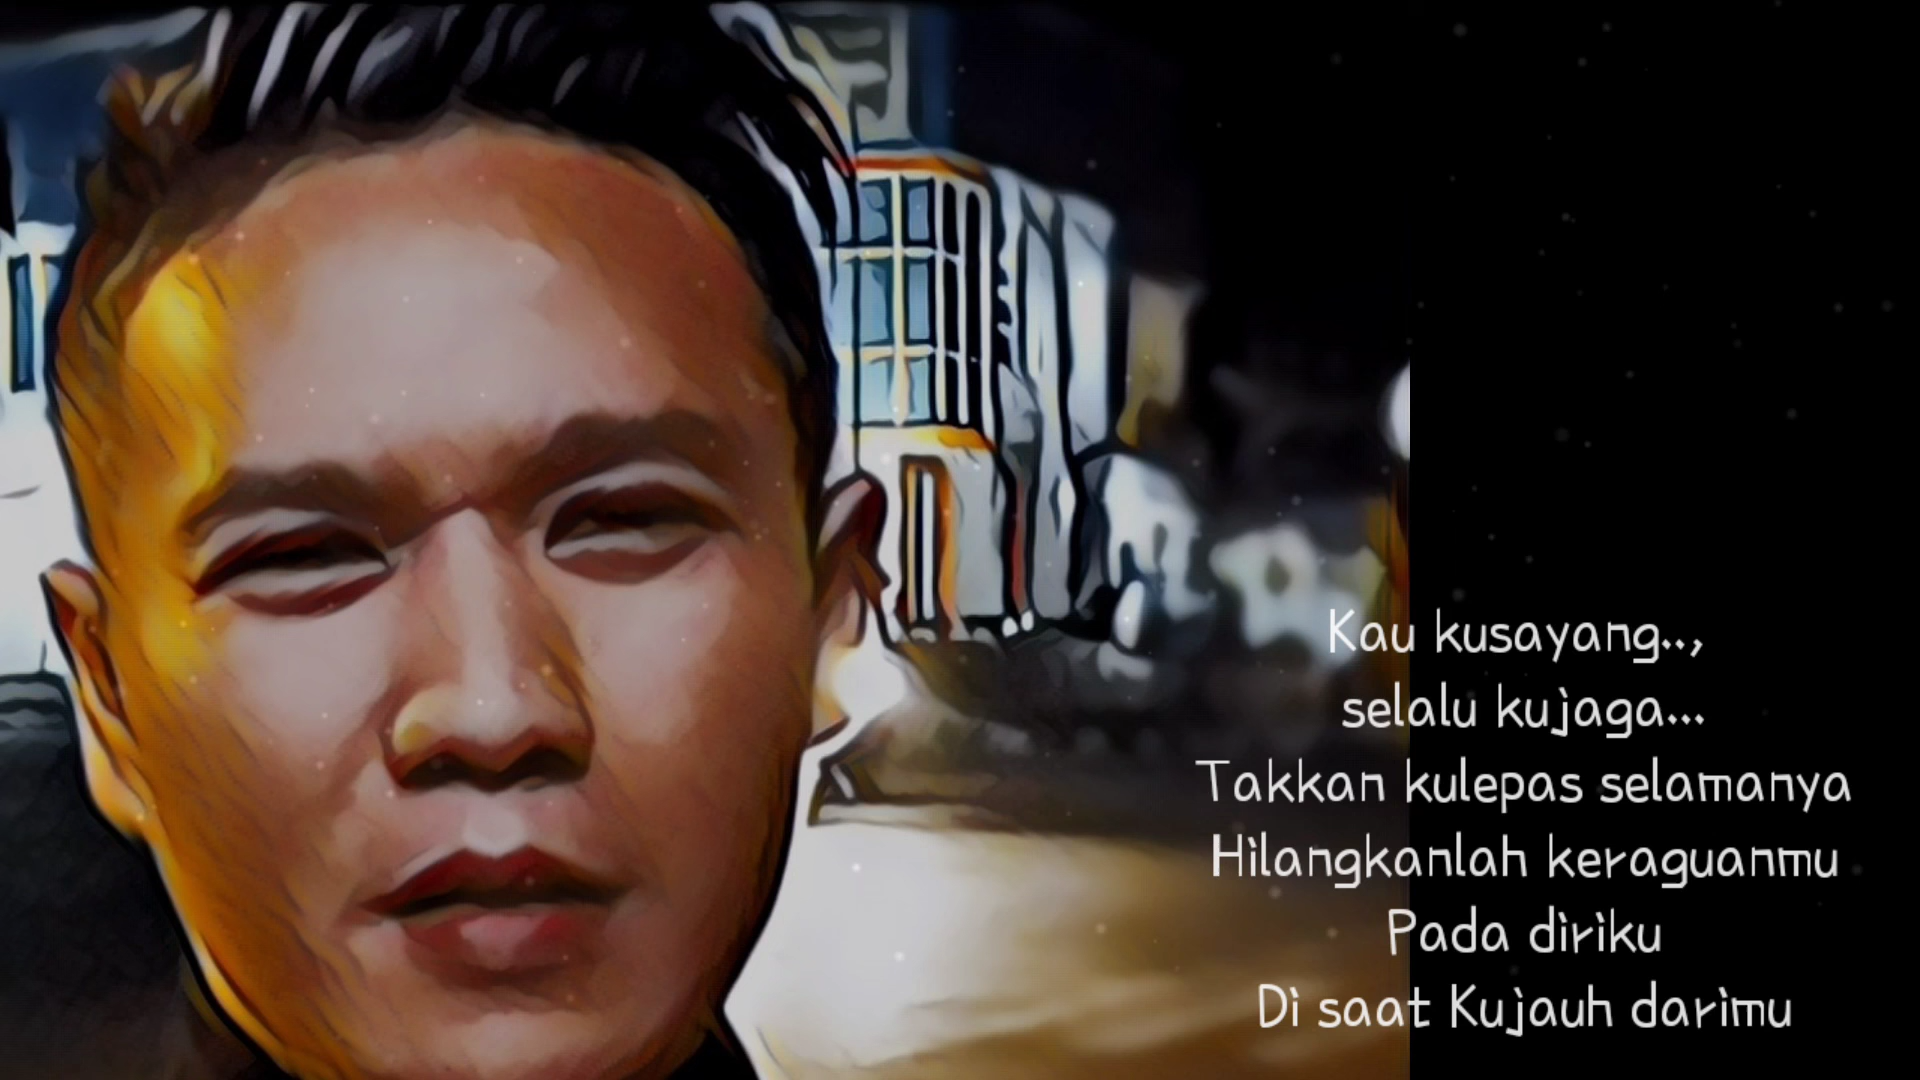 Kau kusayang..,
selalu kujaga...
Takkan kulepas selamanya
Hilangkanlah keraguanmu
Pada diriku
Di saat Kujauh darimu